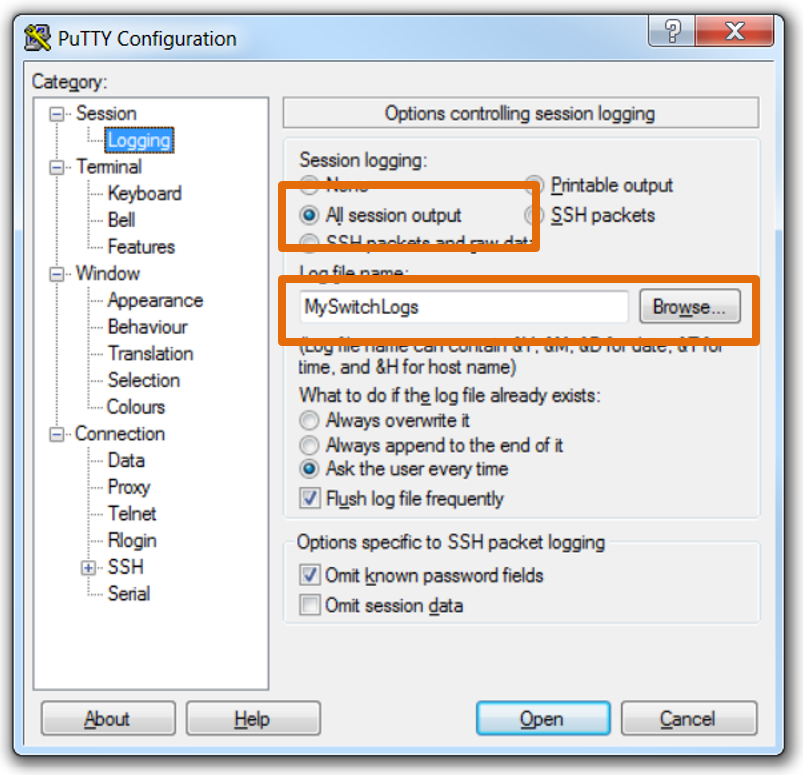 PuTTY Configuration
?
X
Category:
Session
Logging
Terminal
Keyboard
Bell
Features
Window
Appearance
Behaviour
Translation
Selection
Colours
Connection
Data
Proxy
Telnet
Rlogin
SSH
Serial
Options controlling session logging
Session logging:
None
Printable output
All session output
SSH packets
SSH packets and raw data
Log file name:
MySwitchLogs
Browse...
(Log file name can contain &Y, &M, &D for date, &T for
time, and &H for host name)
What to do if the log file already exists:
Always overwrite it
Always append to the end of it
Ask the user every time
Flush log file frequently
Options specific to SSH packet logging
Omit known password fields
Omit session data
About
Help
Open
Cancel